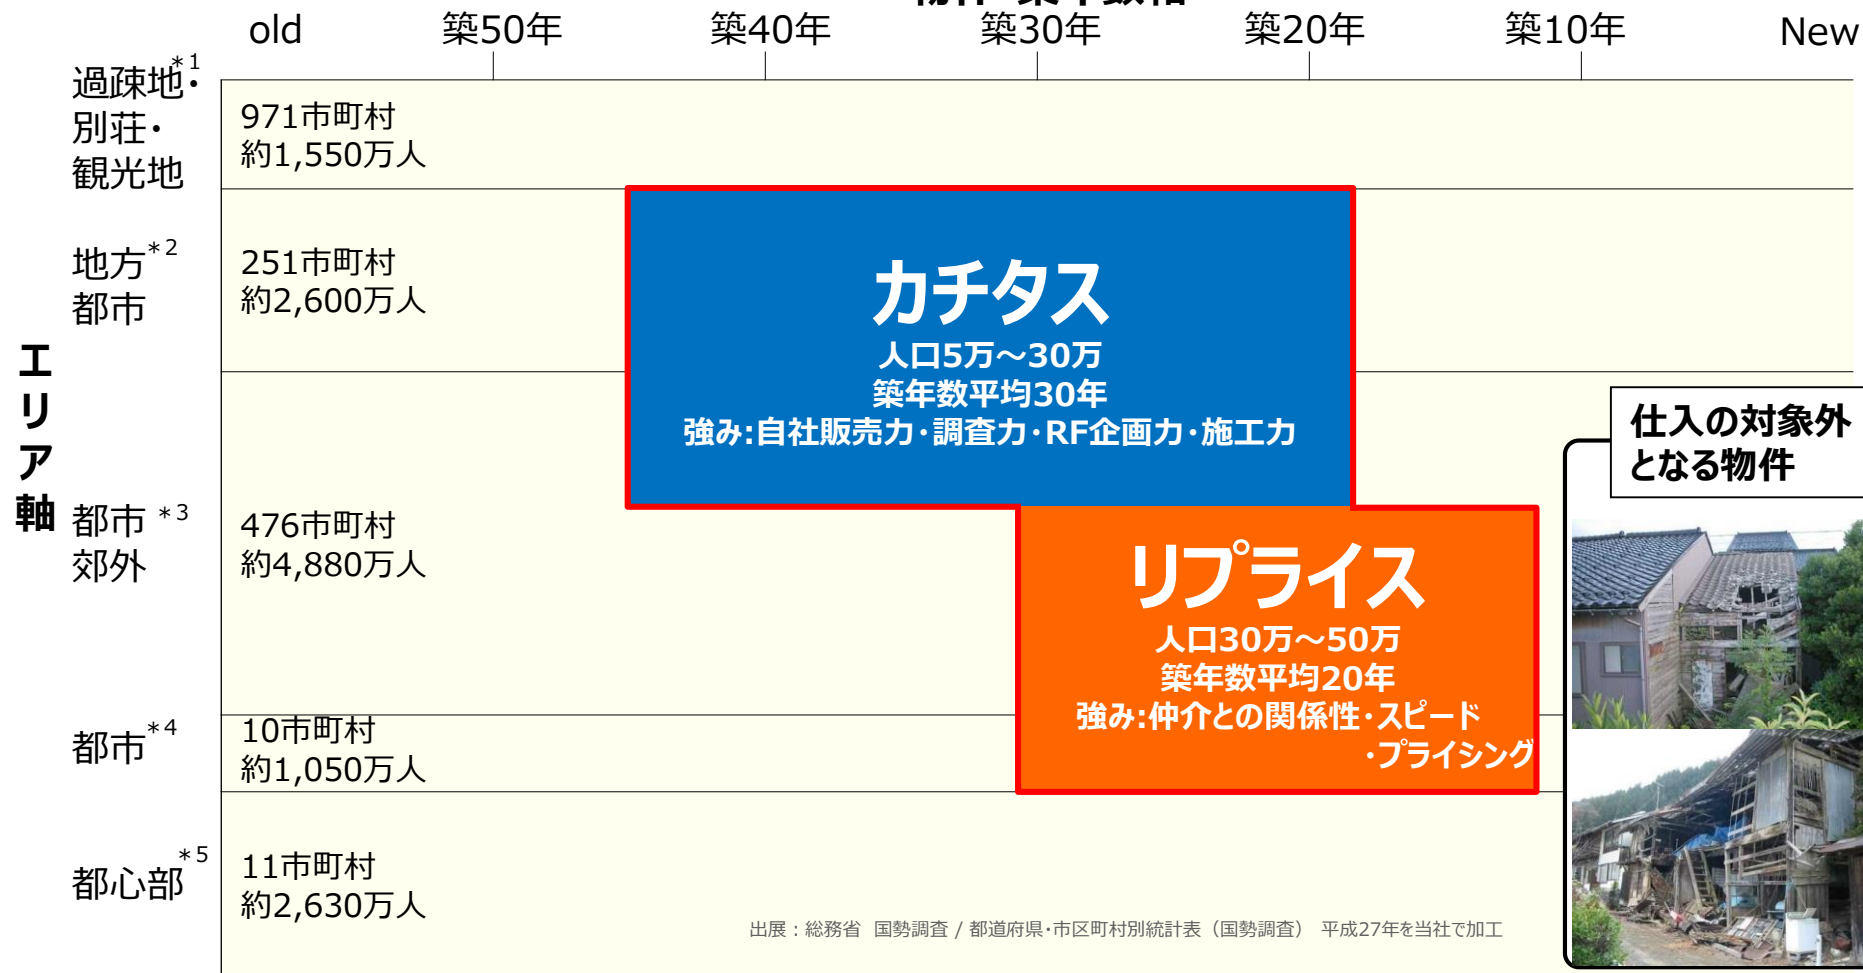 old 築50年 築40年 築30年 築20年 築10年 New
過疎地・*1
別荘・
観光地
971市町村
約1,550万人
地方*2
都市
251市町村
約2,600万人
カチタス
人口5万～30万
築年数平均30年
強み:自社販売力・調査力・RF企画力・施工力
エリア軸
仕入の対象外
となる物件
都市 *3
郊外
476市町村
約4,880万人
リプライス
人口30万～50万
築年数平均20年
強み:仲介との関係性・スピード
・プライシング
都市*4
10市町村
約1,050万人
都心部*5
11市町村
約2,630万人
出展：総務省 国勢調査 / 都道府県・市区町村別統計表（国勢調査） 平成27年を当社で加工